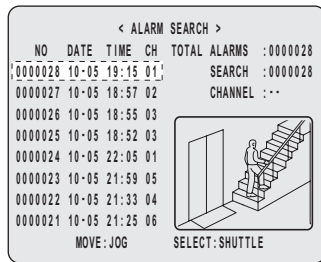 < ALARM SEARCH >
NO DATE TIME CH TOTAL ALARMS :0000028
0000028 10-05 19:15 01 SEARCH :0000028
0000027 10-05 18:57 02 CHANNEL :--
0000026 10-05 18:55 03
0000025 10-05 18:52 03
0000024 10-05 22:05 01
0000023 10-05 21:59 05
0000022 10-05 21:33 04
0000021 10-05 21:25 06
MOVE:JOG SELECT:SHUTTLE